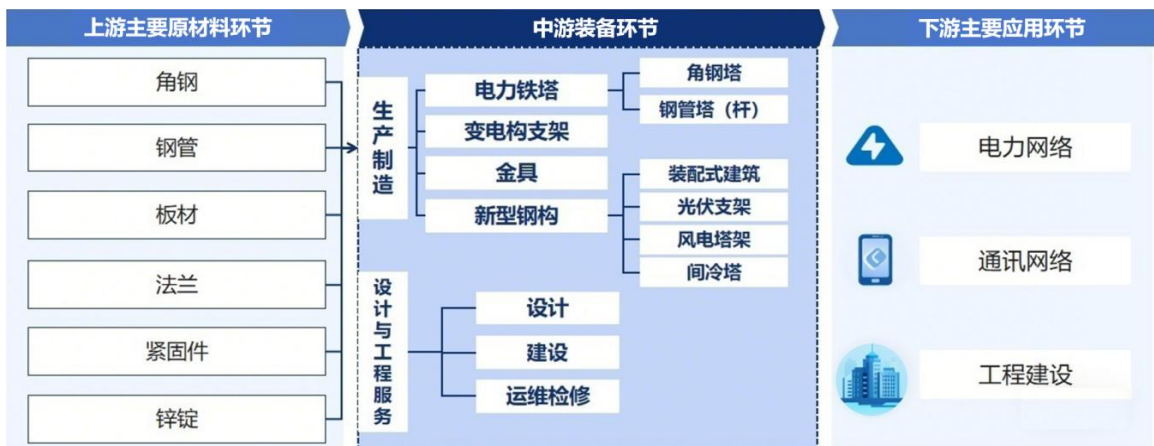 上游主要原材料环节
角钢
钢管
板材
法兰
紧固件
锌锭
中游装备环节
生产制造
电力铁塔
角钢塔
钢管塔（杆）
变电构支架
金具
新型钢构
装配式建筑
光伏支架
风电塔架
间冷塔
设计与工程服务
设计
建设
运维检修
下游主要应用环节
电力网络
通讯网络
工程建设